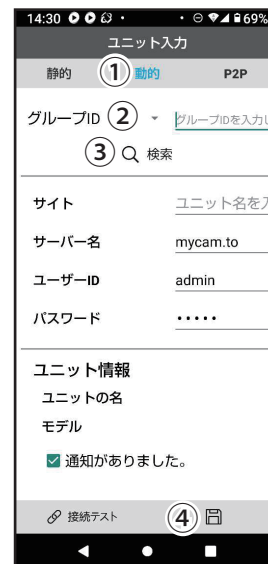 14:30 69%
ユニット入力
静的 ① 動的 P2P
グループID ② グループIDを入力し
③ 検索
サイト ユニット名を入
サーバー名 mycam.to
ユーザーID admin
パスワード •••••
ユニット情報
ユニットの名
モデル
通知がありました。
接続テスト ④